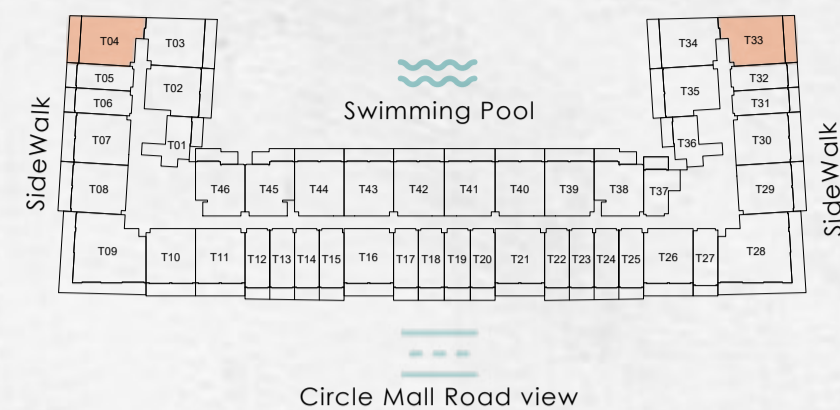 T04
T03
T34
T33
T05
T02
T32
T35
T06
T31
Swimming Pool
T07
T01
T36
T30
SideWalk
SideWalk
T08
T46
T45
T44
T43
T42
T41
T40
T39
T38
T37
T29
T09
T10
T11
T12
T13
T14
T15
T16
T17
T18
T19
T20
T21
T22
T23
T24
T25
T26
T27
T28
Circle Mall Road view